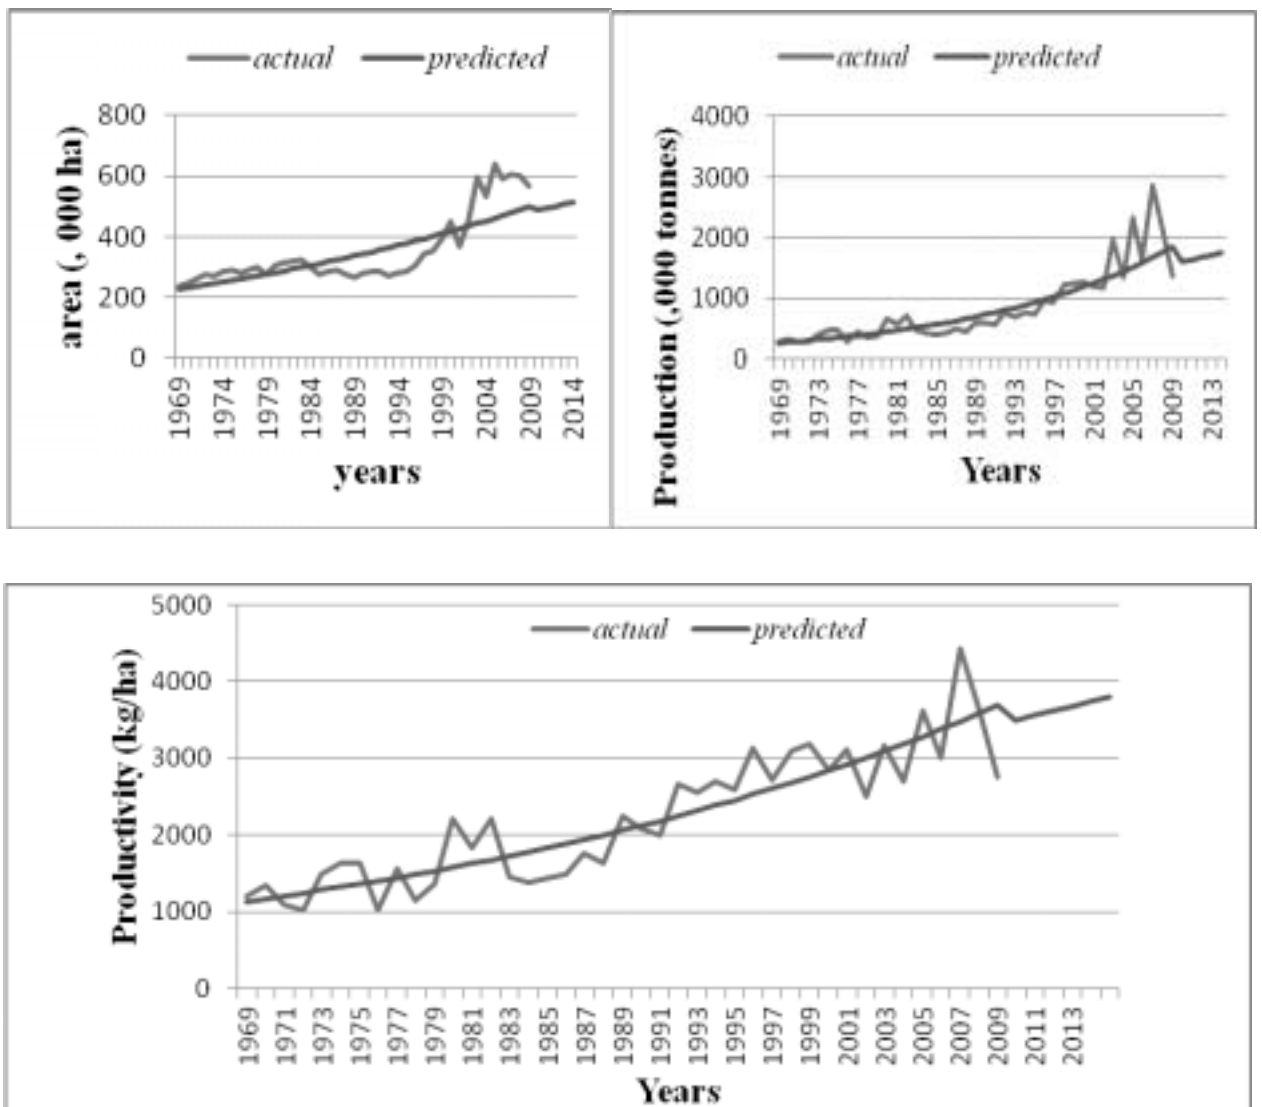 actual predicted
area (, 000 ha)
800
600
400
200
0
1969 1974 1979 1984 1989 1994 1999 2004 2009 2014
years
actual predicted
Production (,000 tonnes)
4000
3000
2000
1000
0
1969 1973 1977 1981 1985 1989 1993 1997 2001 2005 2009 2013
Years
actual predicted
Productivity (kg/ha)
5000
4000
3000
2000
1000
0
1969 1971 1973 1975 1977 1979 1981 1983 1985 1987 1989 1991 1993 1995 1997 1999 2001 2003 2005 2007 2009 2011 2013
Years